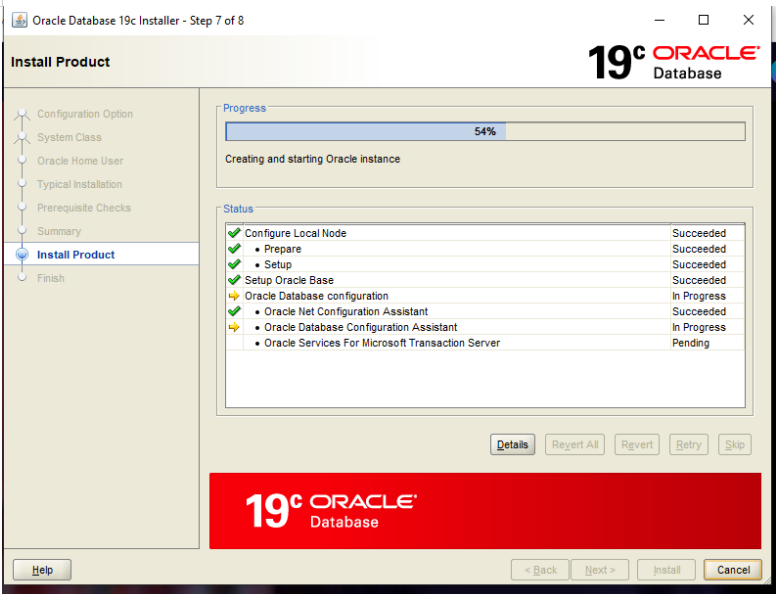 Oracle Database 19c Installer - Step 7 of 8
Install Product
19c ORACLE
Database
Configuration Option
System Class
Oracle Home User
Typical Installation
Prerequisite Checks
Summary
Install Product
Finish
Progress
54%
Creating and starting Oracle instance
Status
Configure Local Node Succeeded
• Prepare Succeeded
• Setup Succeeded
Setup Oracle Base Succeeded
Oracle Database configuration In Progress
• Oracle Net Configuration Assistant Succeeded
• Oracle Database Configuration Assistant In Progress
• Oracle Services For Microsoft Transaction Server Pending
Details Revert All Revert Retry Skip
19c ORACLE
Database
Help < Back Next > Install Cancel